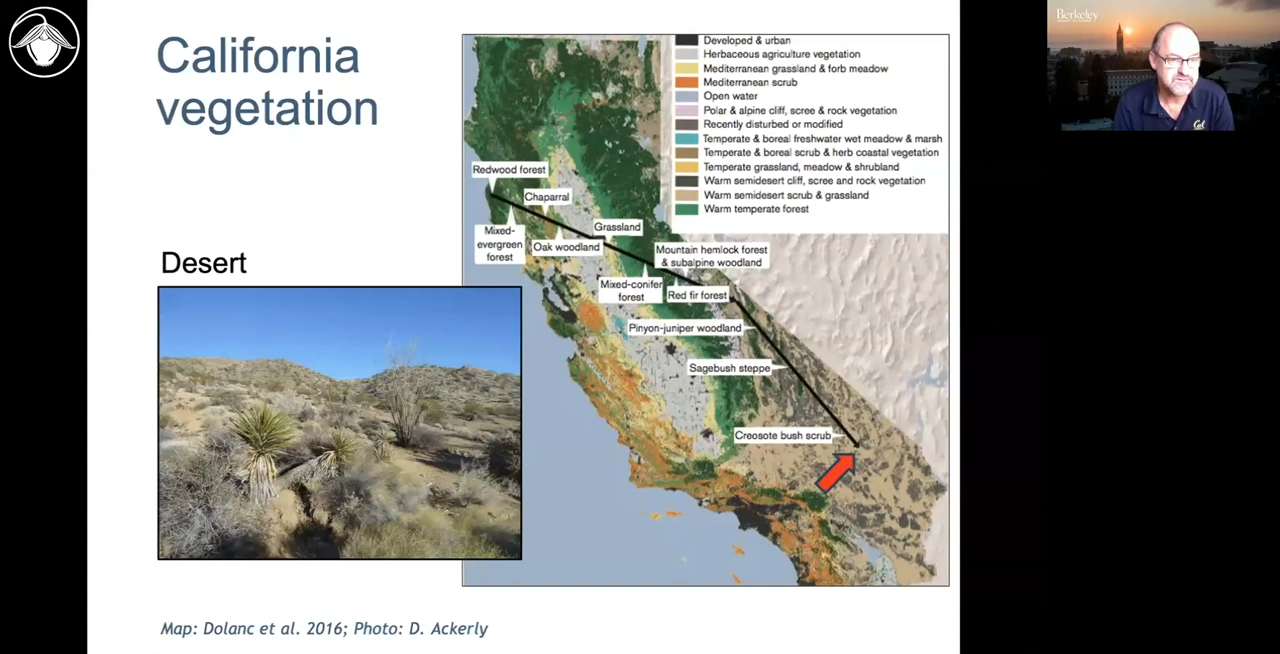 California
vegetation
Desert
Map: Dolanc et al. 2016; Photo: D. Ackerly
Developed & urban
Herbaceous agriculture vegetation
Mediterranean grassland & forb meadow
Mediterranean scrub
Open water
Polar & alpine cliff, scree & rock vegetation
Recently disturbed or modified
Temperate & boreal freshwater wet meadow & marsh
Temperate & boreal scrub & herb coastal vegetation
Temperate grassland, meadow & shrubland
Warm semidesert cliff, scree and rock vegetation
Warm semidesert scrub & grassland
Warm temperate forest
Redwood forest
Chaparral
Mixed-
evergreen
forest
Oak woodland
Grassland
Mountain hemlock forest
& subalpine woodland
Mixed-conifer
forest
Red fir forest
Pinyon-juniper woodland
Sagebush steppe
Creosote bush scrub
Berkeley
Cal